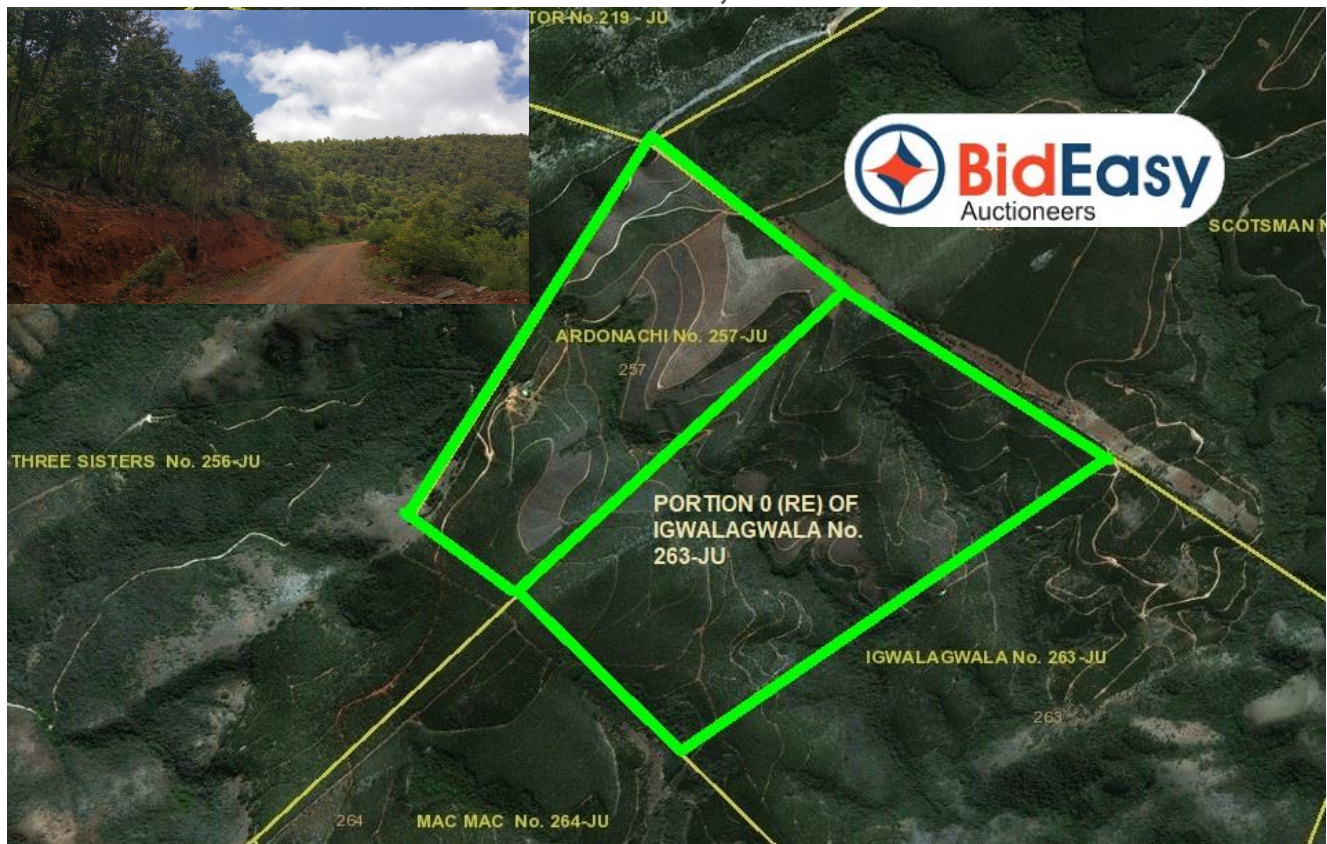 TOR No.219 - JU
BidEasy
Auctioneers
SCOTSMAN N
ARDONACHI No. 257-JU
257
THREE SISTERS No. 256-JU
PORTION 0 (RE) OF
IGWALAGWALA No.
263-JU
IGWALAGWALA No. 263-JU
263
264
MAC MAC No. 264-JU